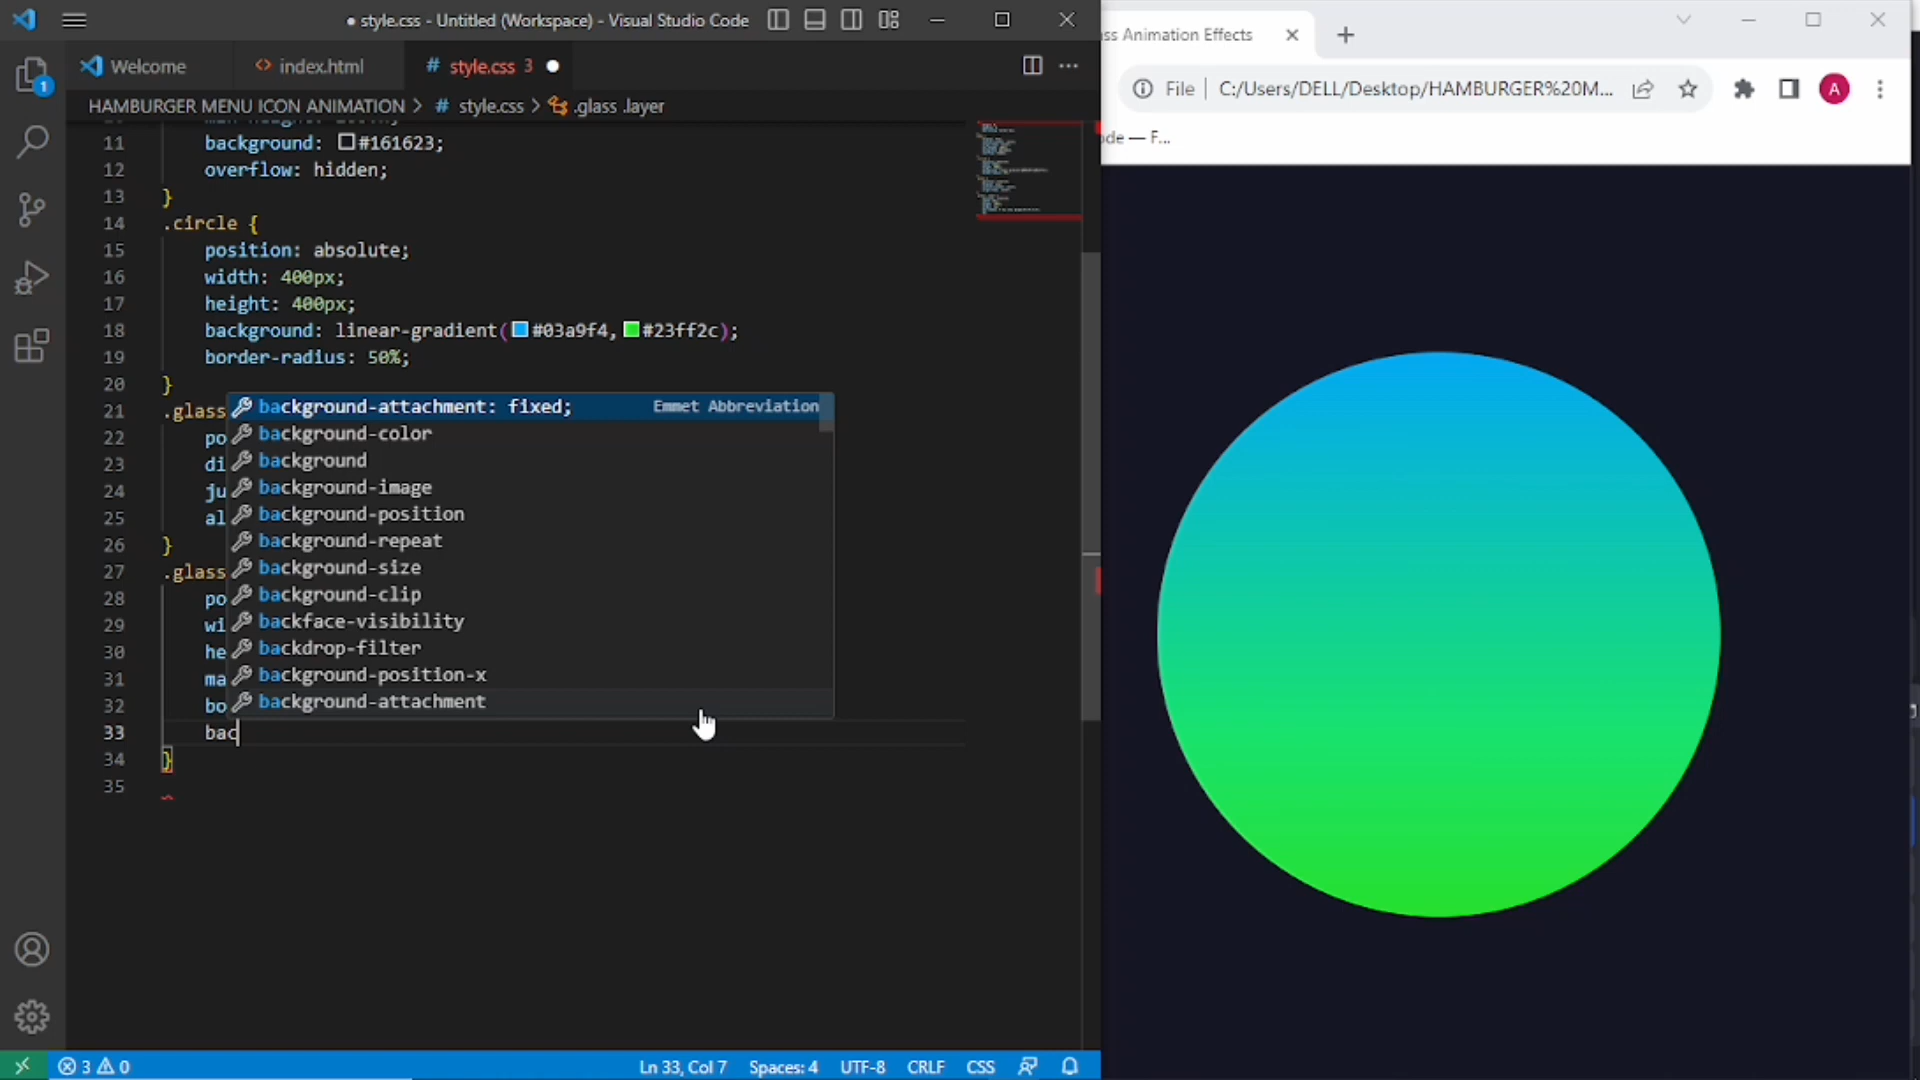 style.css - Untitled (Workspace) - Visual Studio Code
Welcome
index.html
style.css 3
HAMBURGER MENU ICON ANIMATION > # style.css > .glass .layer
11 background: #161623;
12 overflow: hidden;
13 }
14 .circle {
15 position: absolute;
16 width: 400px;
17 height: 400px;
18 background: linear-gradient(#03a9f4, #23ff2c);
19 border-radius: 50%;
20 }
21 .glass
22 po
23 di
24 ju
25 al
26 }
27 .glass
28 po
29 wi
30 he
31 ma
32 bo
33 bac
34 }
35
background-attachment: fixed; Emmet Abbreviation
background-color
background
background-image
background-position
background-repeat
background-size
background-clip
backface-visibility
backdrop-filter
background-position-x
background-attachment
1
3 0
Ln 33, Col 7 Spaces: 4 UTF-8 CRLF CSS
ss Animation Effects
File C:/Users/DELL/Desktop/HAMBURGER%20M...
A
de — F...